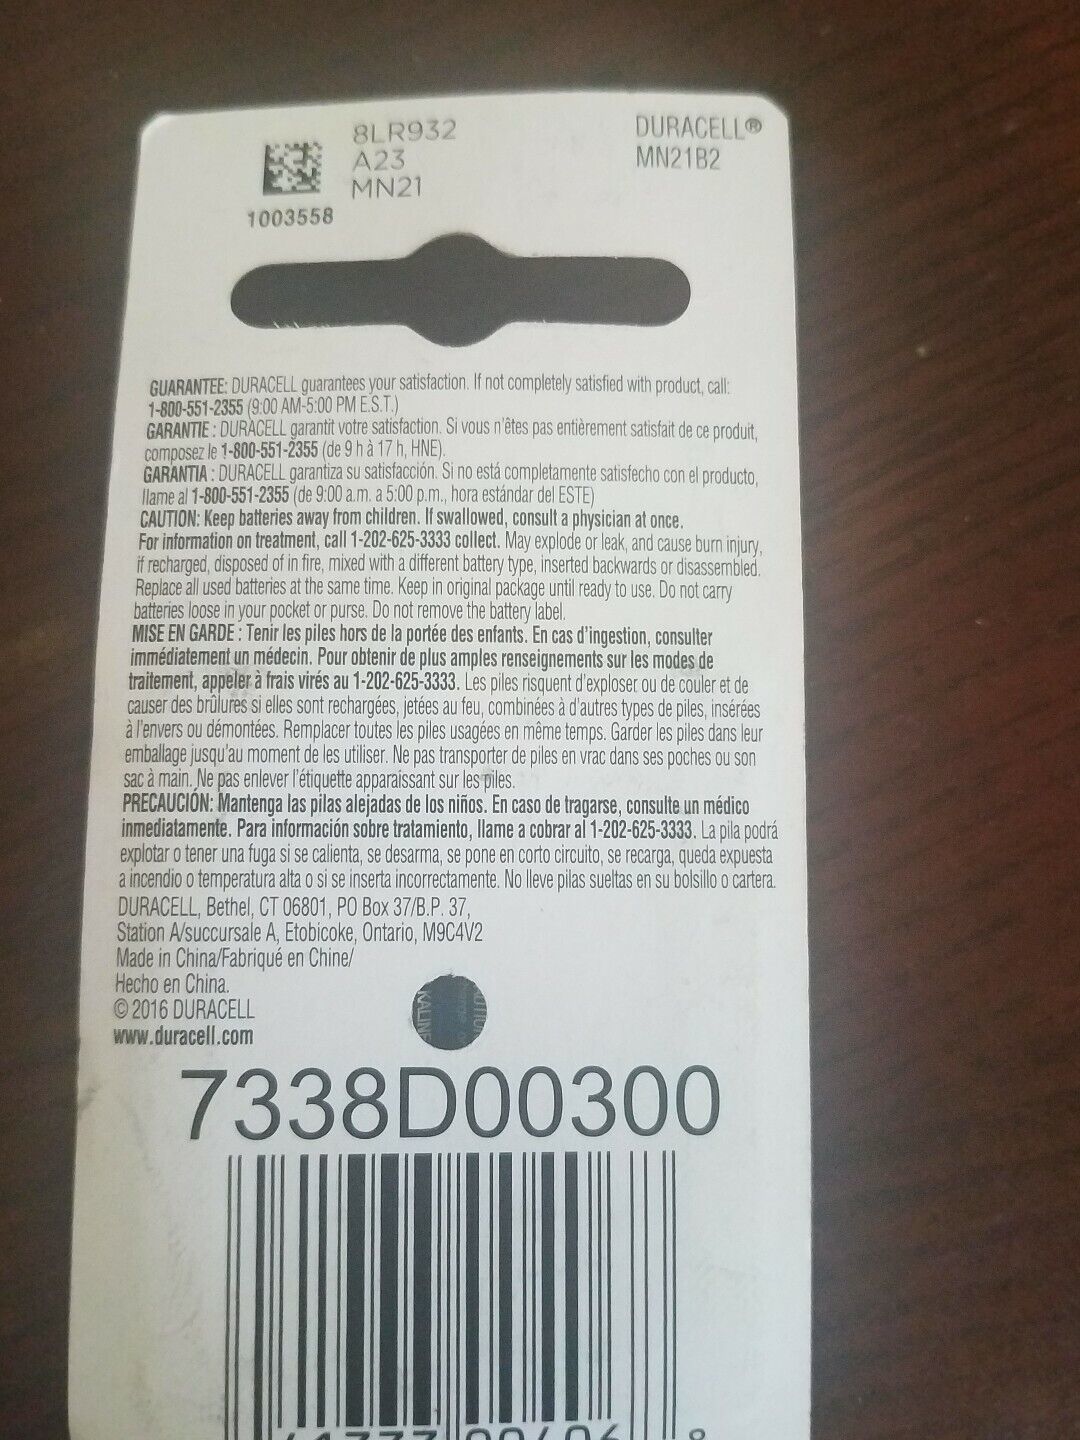 8LR932
A23
MN21
1003558
DURACELL®
MN21B2
GUARANTEE: DURACELL guarantees your satisfaction. If not completely satisfied with product, call:
1-800-551-2355 (9:00 AM-5:00 PM E.S.T.)
GARANTIE : DURACELL garantit votre satisfaction. Si vous n'êtes pas entièrement satisfait de ce produit,
composez le 1-800-551-2355 (de 9 h à 17 h, HNE).
GARANTIA : DURACELL garantiza su satisfacción. Si no está completamente satisfecho con el producto,
llame al 1-800-551-2355 (de 9:00 a.m. a 5:00 p.m., hora estándar del ESTE)
CAUTION: Keep batteries away from children. If swallowed, consult a physician at once.
For information on treatment, call 1-202-625-3333 collect. May explode or leak, and cause burn injury,
if recharged, disposed of in fire, mixed with a different battery type, inserted backwards or disassembled.
Replace all used batteries at the same time. Keep in original package until ready to use. Do not carry
batteries loose in your pocket or purse. Do not remove the battery label.
MISE EN GARDE : Tenir les piles hors de la portée des enfants. En cas d'ingestion, consulter
immédiatement un médecin. Pour obtenir de plus amples renseignements sur les modes de
traitement, appeler à frais virés au 1-202-625-3333. Les piles risquent d'exploser ou de couler et de
causer des brûlures si elles sont rechargées, jetées au feu, combinées à d'autres types de piles, insérées
à l'envers ou démontées. Remplacer toutes les piles usagées en même temps. Garder les piles dans leur
emballage jusqu'au moment de les utiliser. Ne pas transporter de piles en vrac dans ses poches ou son
sac à main. Ne pas enlever l'étiquette apparaissant sur les piles.
PRECAUCIÓN: Mantenga las pilas alejadas de los niños. En caso de tragarse, consulte un médico
inmediatamente. Para información sobre tratamiento, llame a cobrar al 1-202-625-3333. La pila podrá
explotar o tener una fuga si se calienta, se desarma, se pone en corto circuito, se recarga, queda expuesta
a incendio o temperatura alta o si se inserta incorrectamente. No lleve pilas sueltas en su bolsillo o cartera.
DURACELL, Bethel, CT 06801, PO Box 37/B.P. 37,
Station A/succursale A, Etobicoke, Ontario, M9C4V2
Made in China/Fabriqué en Chine/
Hecho en China.
© 2016 DURACELL
www.duracell.com
7338D00300